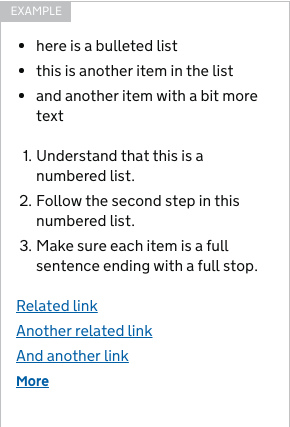 EXAMPLE
• here is a bulleted list
• this is another item in the list
• and another item with a bit more
text
1. Understand that this is a
numbered list.
2. Follow the second step in this
numbered list.
3. Make sure each item is a full
sentence ending with a full stop.
Related link
Another related link
And another link
More